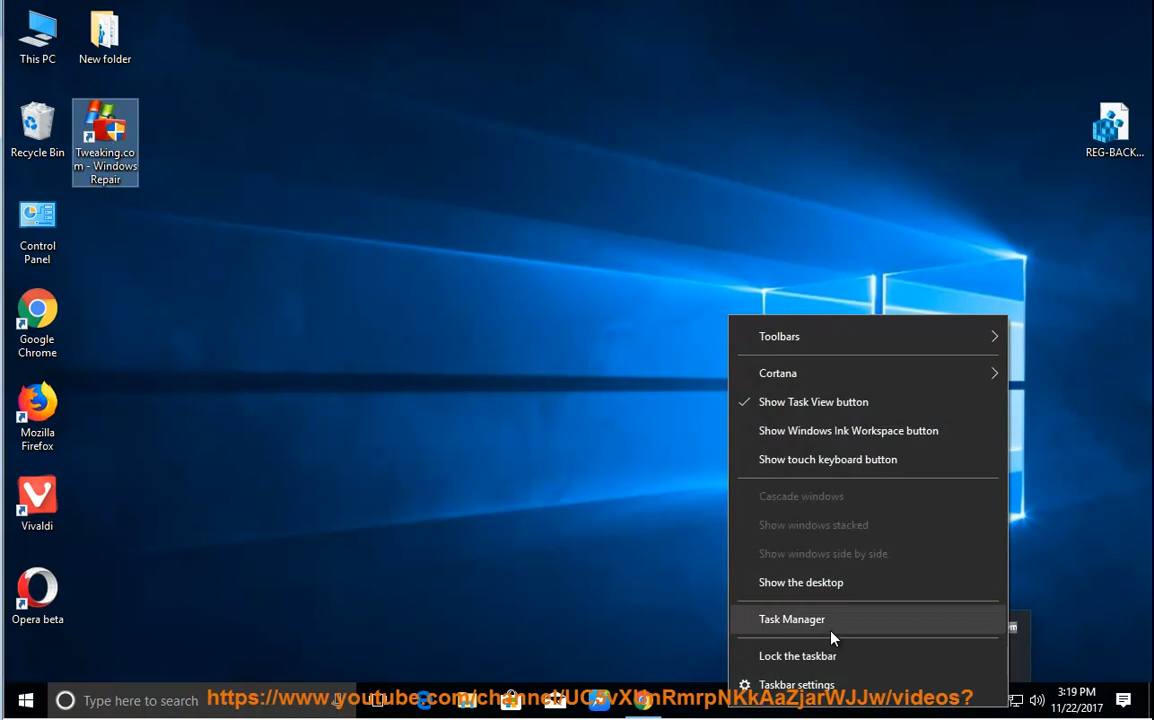 This PC
New folder
Recycle Bin
Tweaking.co
m - Windows
Repair
REG-BACK...
Control
Panel
Google
Chrome
Mozilla
Firefox
Vivaldi
Opera beta
Toolbars
Cortana
Show Task View button
Show Windows Ink Workspace button
Show touch keyboard button
Cascade windows
Show windows stacked
Show windows side by side
Show the desktop
Task Manager
Lock the taskbar
Taskbar settings
Type here to search
3:19 PM
11/22/2017